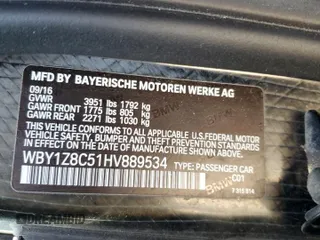 MFD BY BAYERISCHE MOTOREN WERKE AG
09/16
GVWR 3951 lbs 1792 kg
GAWR FRONT 1775 lbs 805 kg
GAWR REAR 2271 lbs 1030 kg
THIS VEHICLE CONFORMS TO ALL APPLICABLE U.S.FEDERAL MOTOR
VEHICLE SAFETY, BUMPER, AND THEFT PREVENTION STANDARDS
IN EFFECT ON THE DATE OF MANUFACTURE SHOWN ABOVE.
WBY1Z8C51HV889534 TYPE: PASSENGER CAR
C01